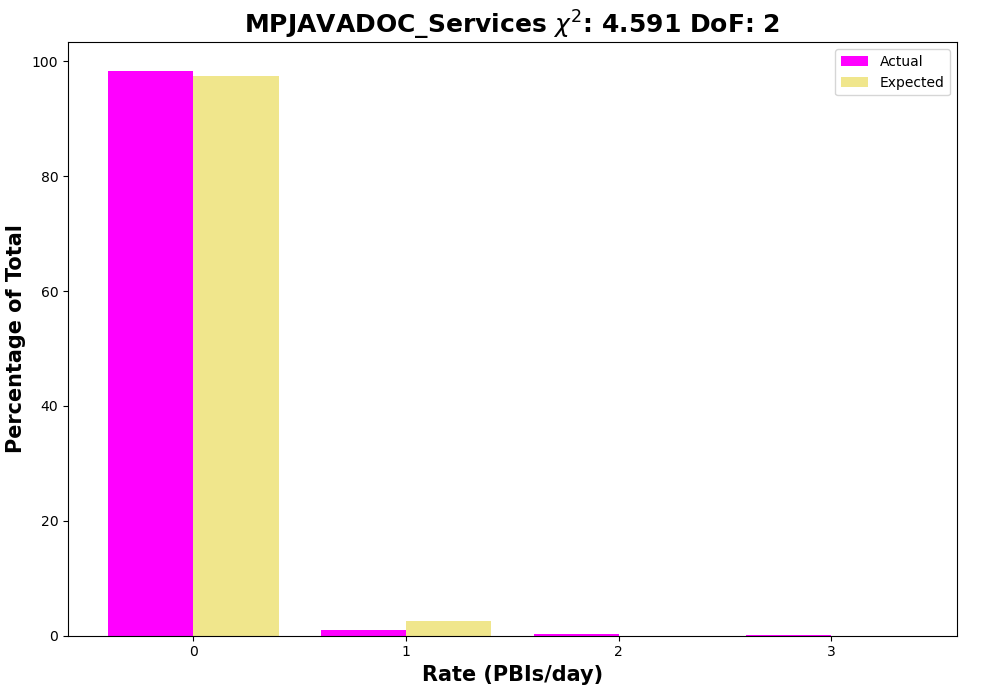 MPJAVADOC_Services χ²: 4.591 DoF: 2
Actual
Expected
Percentage of Total
100
80
60
40
20
0
0 1 2 3
Rate (PBIs/day)